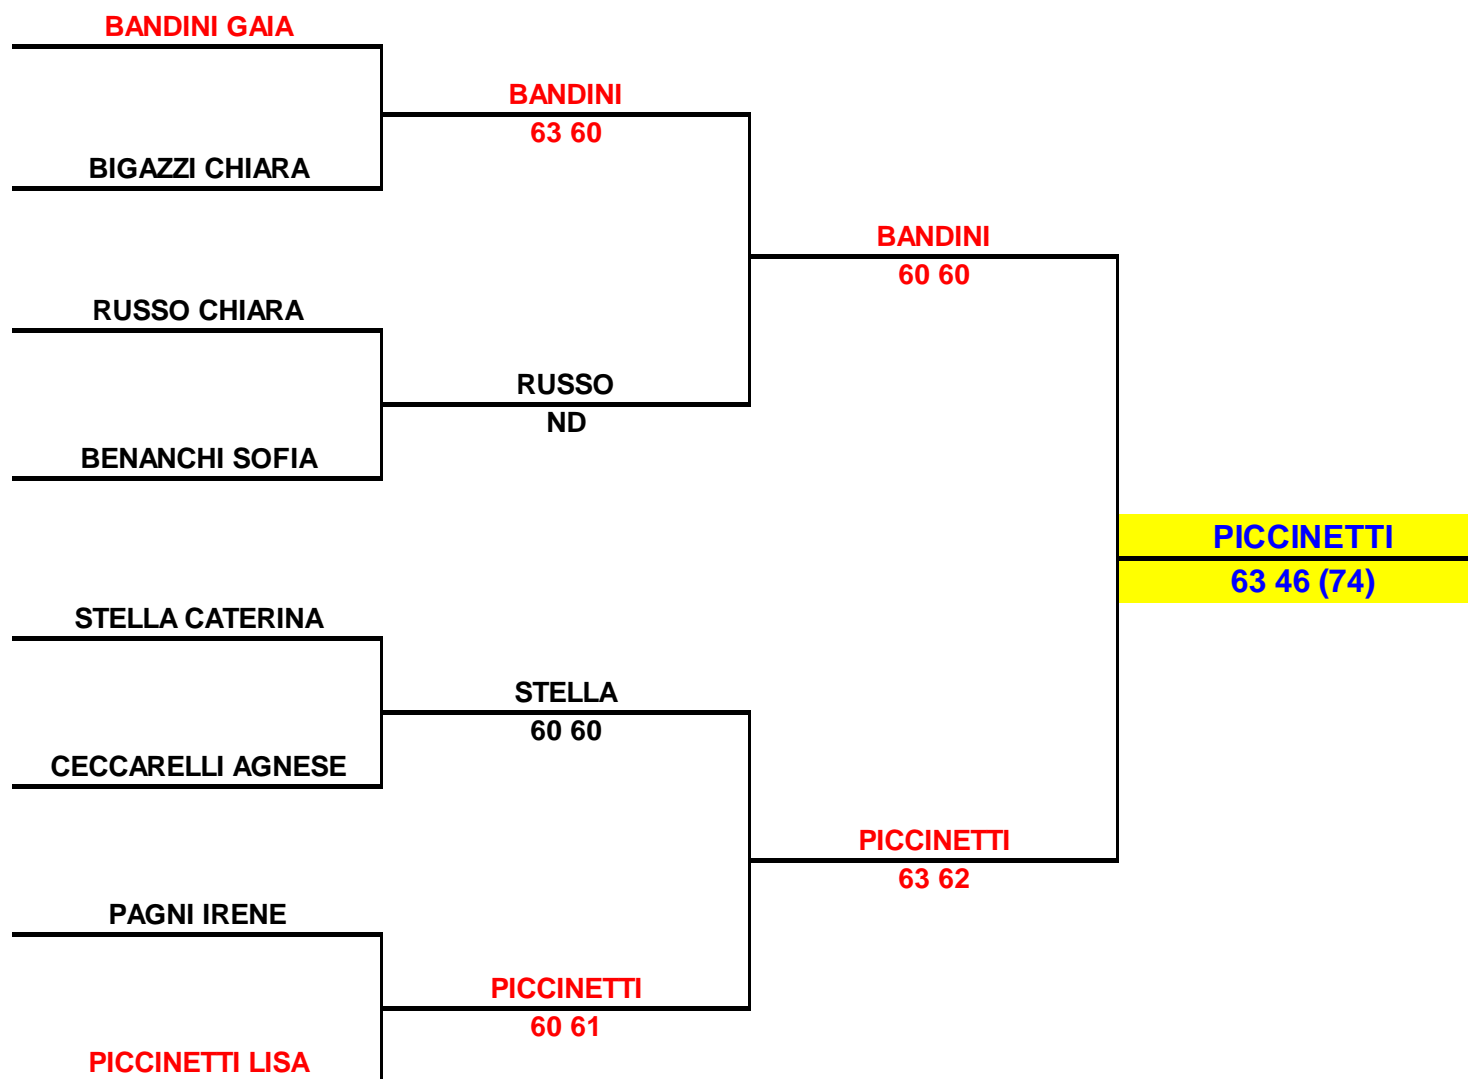 BANDINI GAIA
BANDINI
63 60
BIGAZZI CHIARA
BANDINI
60 60
RUSSO CHIARA
RUSSO
ND
BENANCHI SOFIA
PICCINETTI
63 46 (74)
STELLA CATERINA
STELLA
60 60
CECCARELLI AGNESE
PICCINETTI
63 62
PAGNI IRENE
PICCINETTI
60 61
PICCINETTI LISA